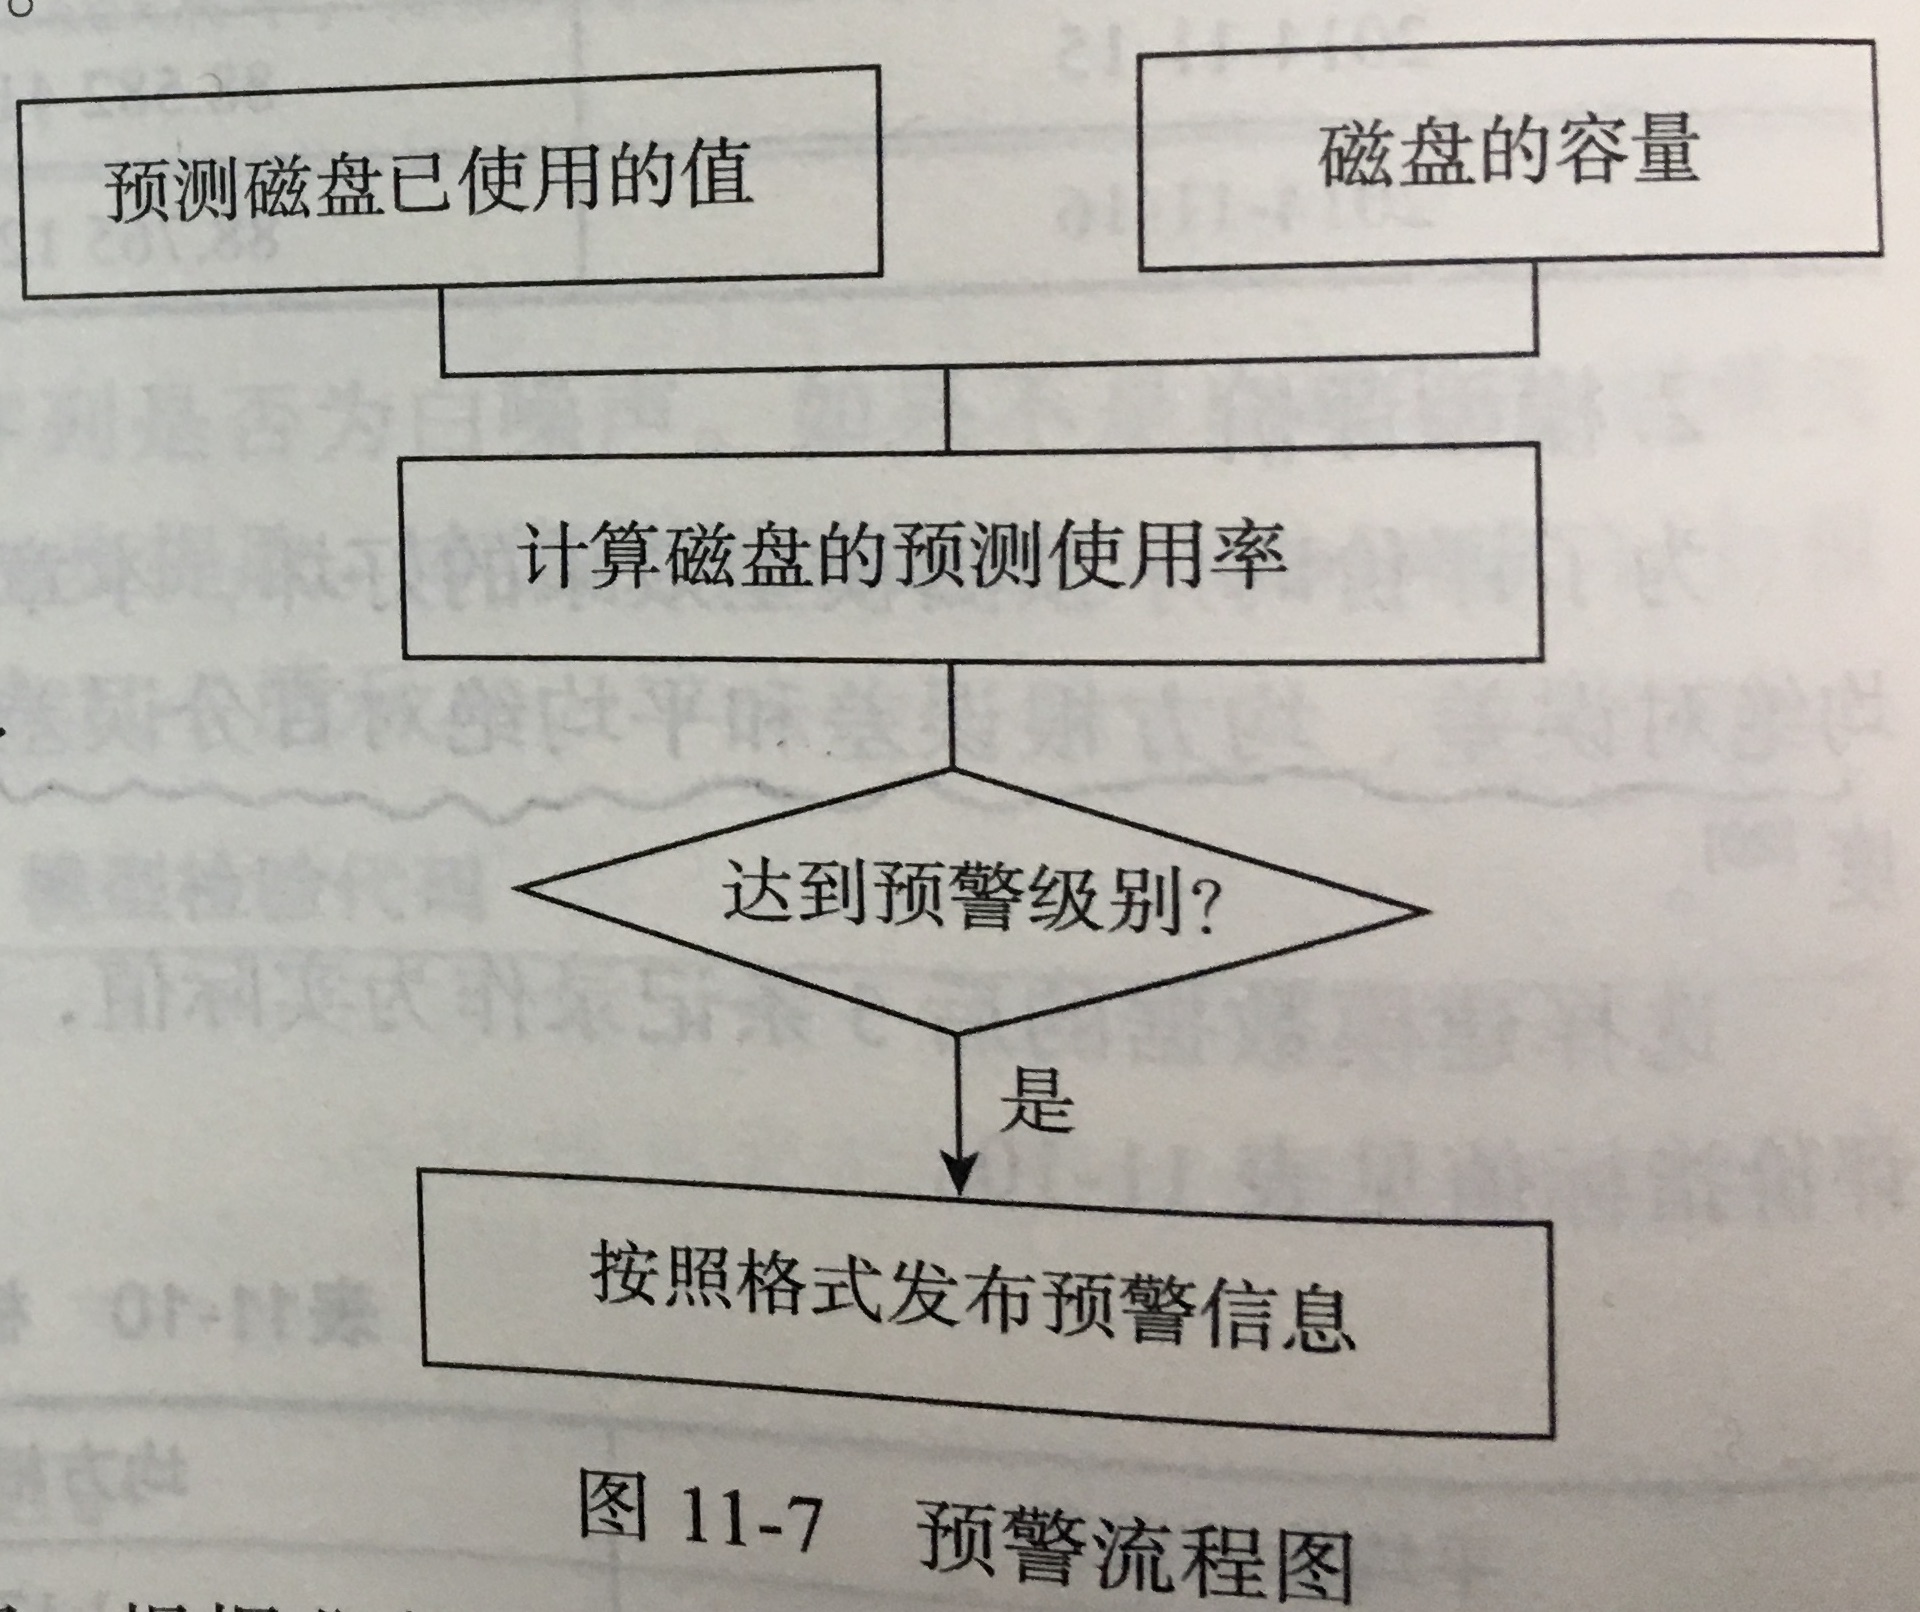 预测磁盘已使用的值
磁盘的容量
计算磁盘的预测使用率
达到预警级别?
是
按照格式发布预警信息
图 11-7 预警流程图